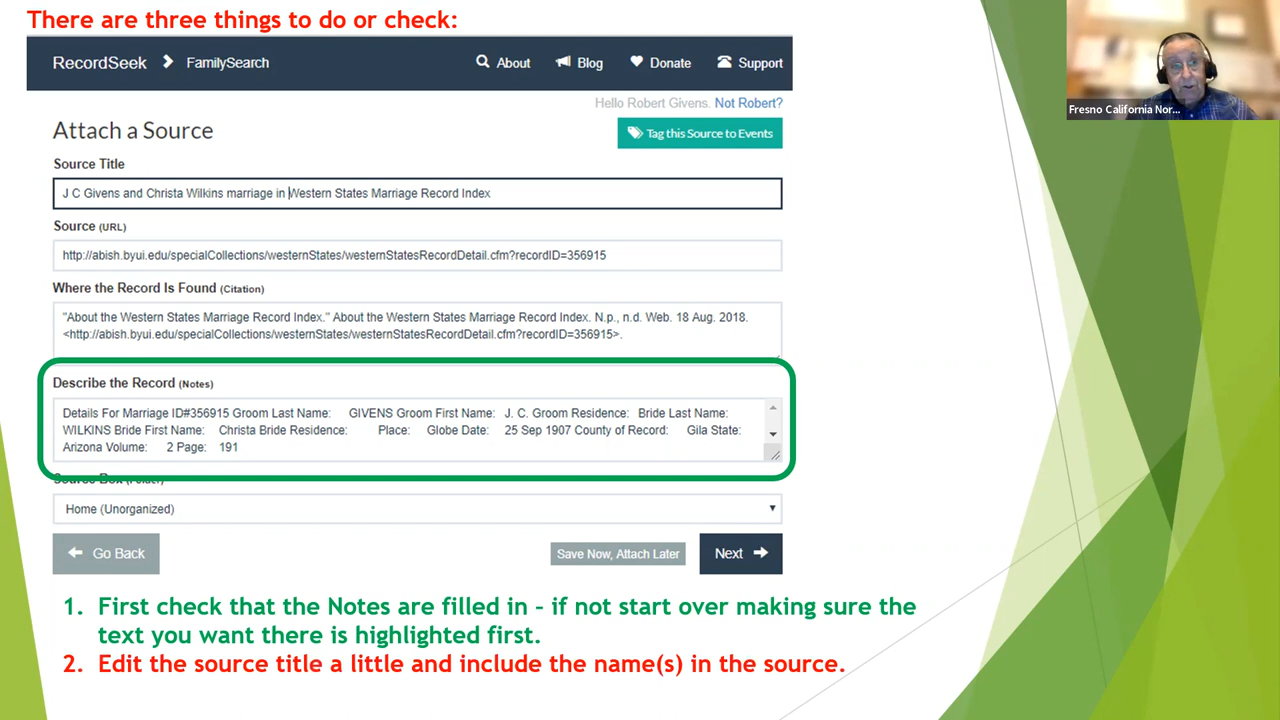 There are three things to do or check:
RecordSeek FamilySearch About Blog Donate Support
Hello Robert Givens. Not Robert?
Attach a Source
Tag this Source to Events
Source Title
J C Givens and Christa Wilkins marriage in Western States Marriage Record Index
Source (URL)
http://abish.byui.edu/specialCollections/westernStates/westernStatesRecordDetail.cfm?recordID=356915
Where the Record Is Found (Citation)
"About the Western States Marriage Record Index." About the Western States Marriage Record Index. N.p., n.d. Web. 18 Aug. 2018.
<http://abish.byui.edu/specialCollections/westernStates/westernStatesRecordDetail.cfm?recordID=356915>.
Describe the Record (Notes)
Details For Marriage ID#356915 Groom Last Name: GIVENS Groom First Name: J. C. Groom Residence: Bride Last Name:
WILKINS Bride First Name: Christa Bride Residence: Place: Globe Date: 25 Sep 1907 County of Record: Gila State:
Arizona Volume: 2 Page: 191
Source Box (Folder)
Home (Unorganized)
Go Back
Save Now, Attach Later
Next
1. First check that the Notes are filled in – if not start over making sure the
text you want there is highlighted first.
2. Edit the source title a little and include the name(s) in the source.
Fresno California Nor...